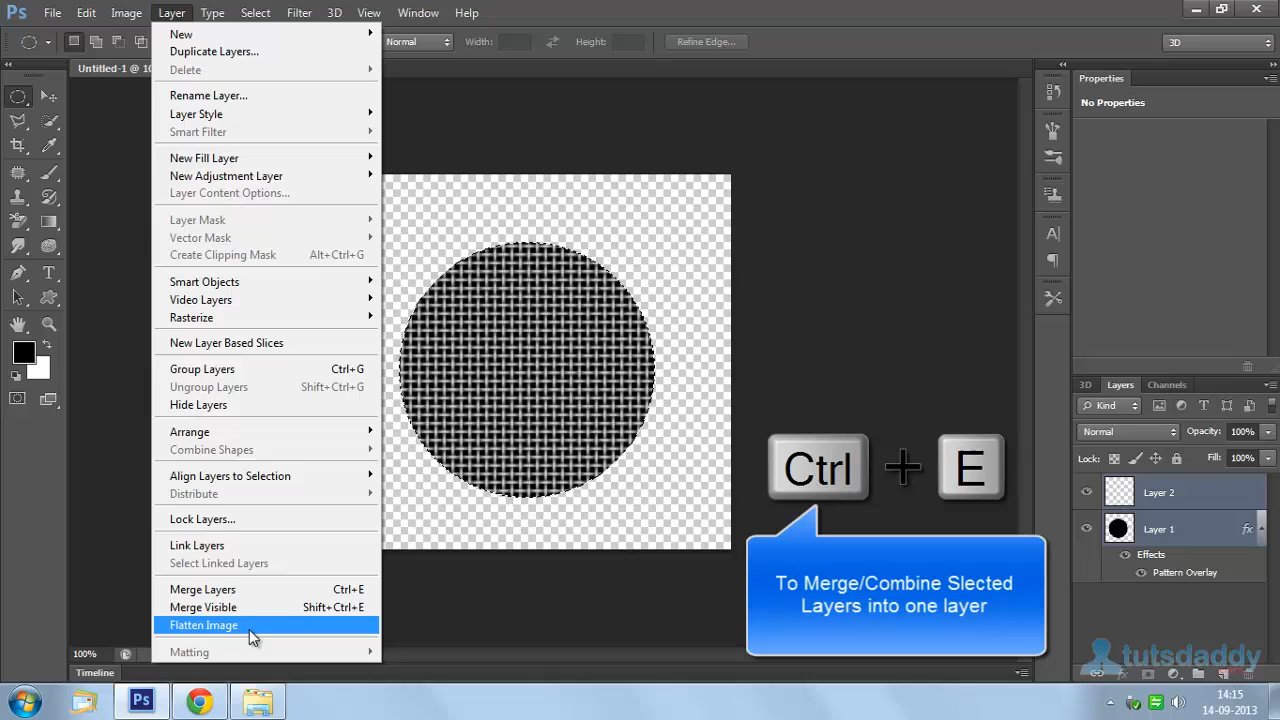 Ps File Edit Image Layer Type Select Filter 3D View Window Help
Normal Width: Height: Refine Edge... 3D
Untitled-1 @ 10
New
Duplicate Layers...
Delete
Rename Layer...
Layer Style
Smart Filter
New Fill Layer
New Adjustment Layer
Layer Content Options...
Layer Mask
Vector Mask
Create Clipping Mask Alt+Ctrl+G
Smart Objects
Video Layers
Rasterize
New Layer Based Slices
Group Layers Ctrl+G
Ungroup Layers Shift+Ctrl+G
Hide Layers
Arrange
Combine Shapes
Align Layers to Selection
Distribute
Lock Layers...
Link Layers
Select Linked Layers
Merge Layers Ctrl+E
Merge Visible Shift+Ctrl+E
Flatten Image
Matting
Ctrl + E
To Merge/Combine Slected
Layers into one layer
Properties
No Properties
3D Layers Channels
Kind
Normal Opacity: 100%
Lock: Fill: 100%
Layer 2
Layer 1 fx
Effects
Pattern Overlay
tutsdaddy
100%
Timeline
Ps
14:15
14-09-2013